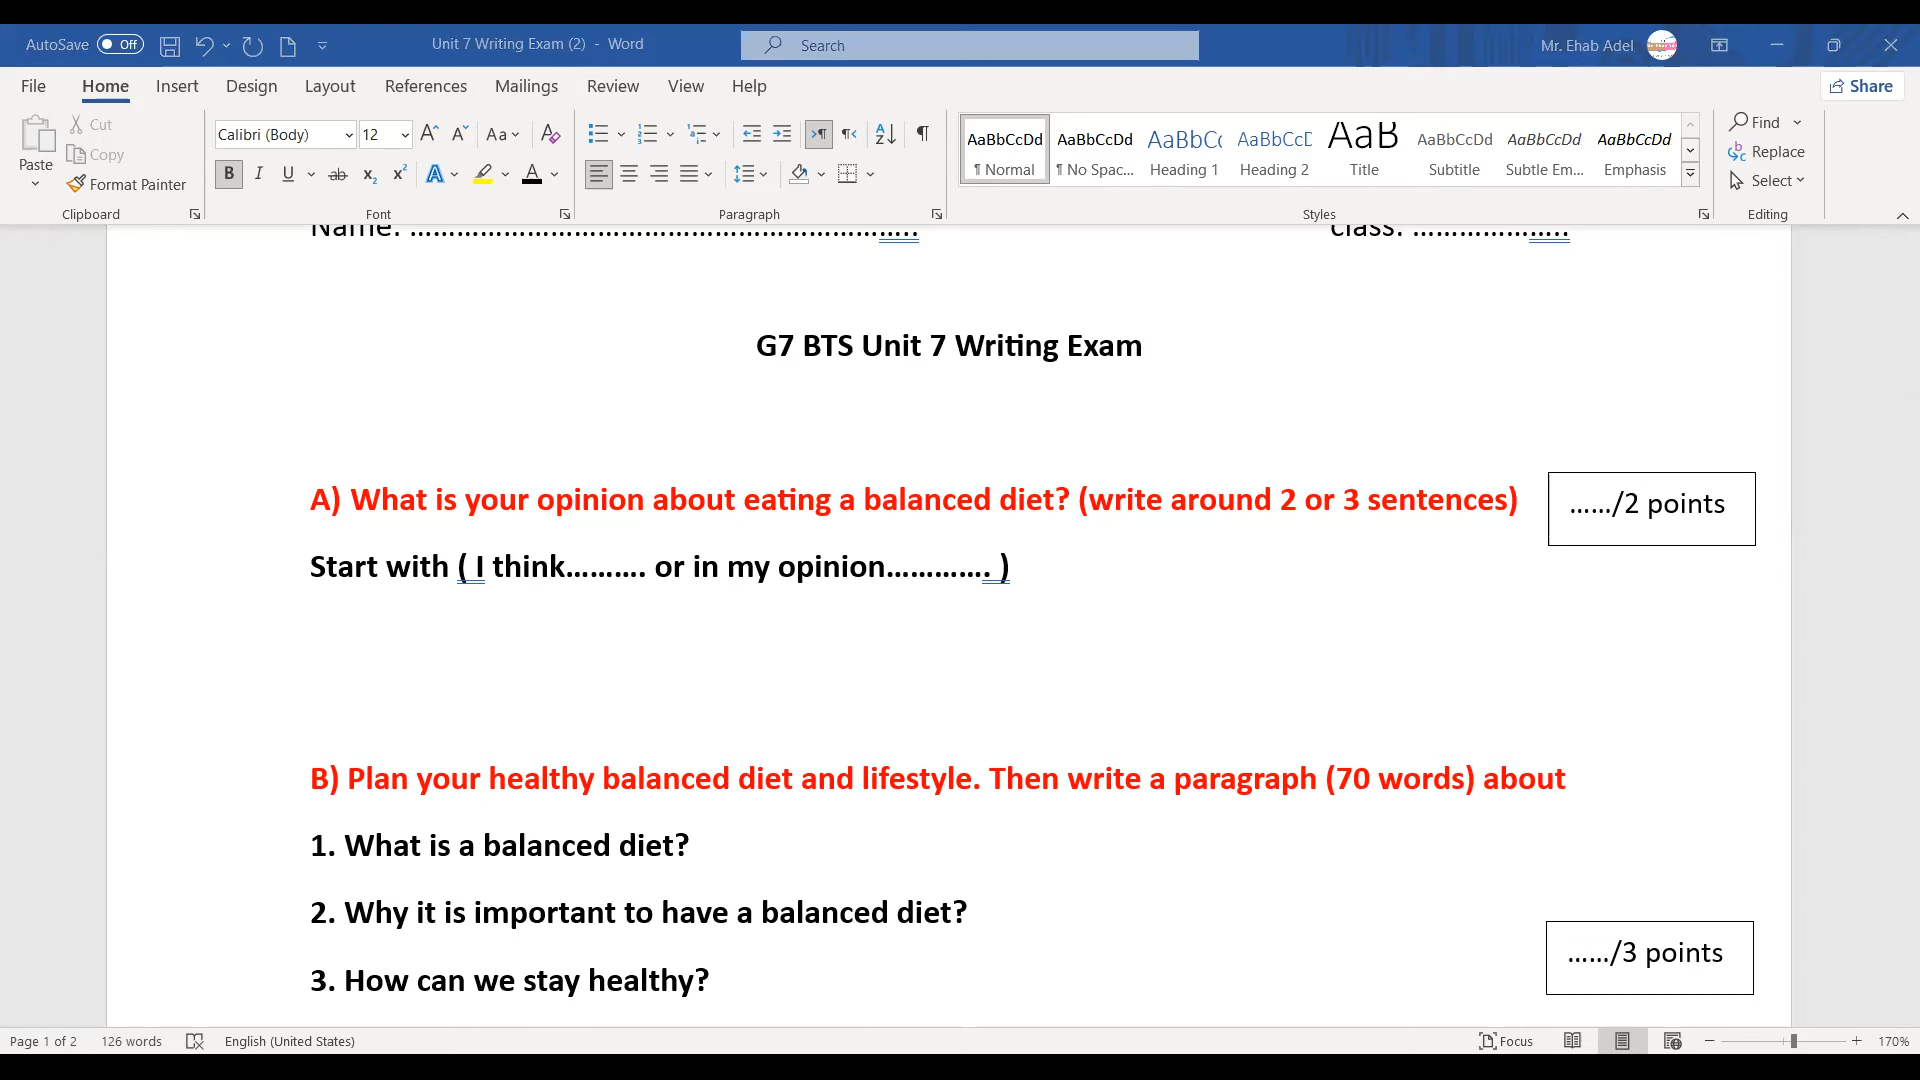 AutoSave Off Unit 7 Writing Exam (2) - Word Search Mr. Ehab Adel
File Home Insert Design Layout References Mailings Review View Help Share
Paste Cut Copy Format Painter
Calibri (Body) 12
AaBbCcDd AaBbCcDd AaBbCc AaBbCcD AaB AaBbCcDd AaBbCcDd AaBbCcDd
¶ Normal ¶ No Spac... Heading 1 Heading 2 Title Subtitle Subtle Em... Emphasis
Find
Replace
Select
Clipboard Font Paragraph Styles Editing
Name: ………………………………………………………….. class: …………………..
G7 BTS Unit 7 Writing Exam
A) What is your opinion about eating a balanced diet? (write around 2 or 3 sentences)
……/2 points
Start with ( I think………. or in my opinion…………. )
B) Plan your healthy balanced diet and lifestyle. Then write a paragraph (70 words) about
1. What is a balanced diet?
2. Why it is important to have a balanced diet?
……/3 points
3. How can we stay healthy?
Page 1 of 2 126 words English (United States) Focus 170%